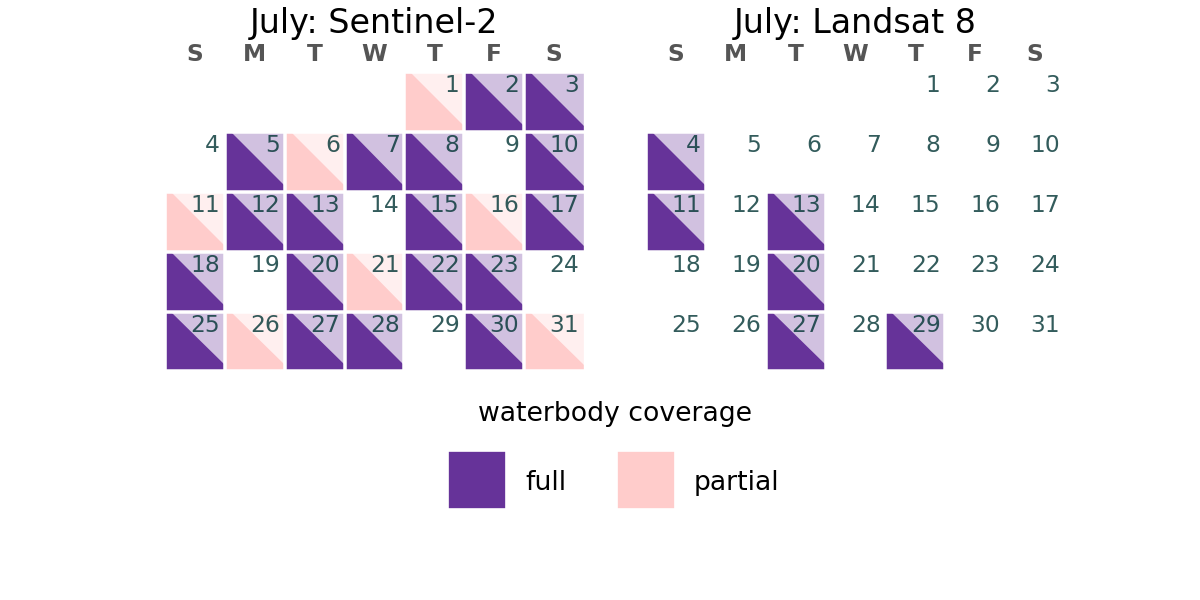 July: Sentinel-2
S M T W T F S
1 2 3
4 5 6 7 8 9 10
11 12 13 14 15 16 17
18 19 20 21 22 23 24
25 26 27 28 29 30 31
July: Landsat 8
S M T W T F S
1 2 3
4 5 6 7 8 9 10
11 12 13 14 15 16 17
18 19 20 21 22 23 24
25 26 27 28 29 30 31
waterbody coverage
full partial